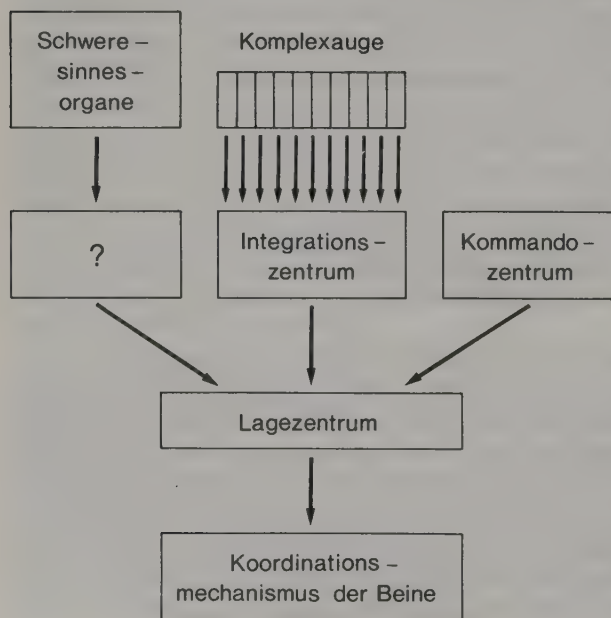 Schwere –
sinnes –
organe
Komplexauge
?
Integrations –
zentrum
Kommando –
zentrum
Lagezentrum
Koordinations –
mechanismus der Beine